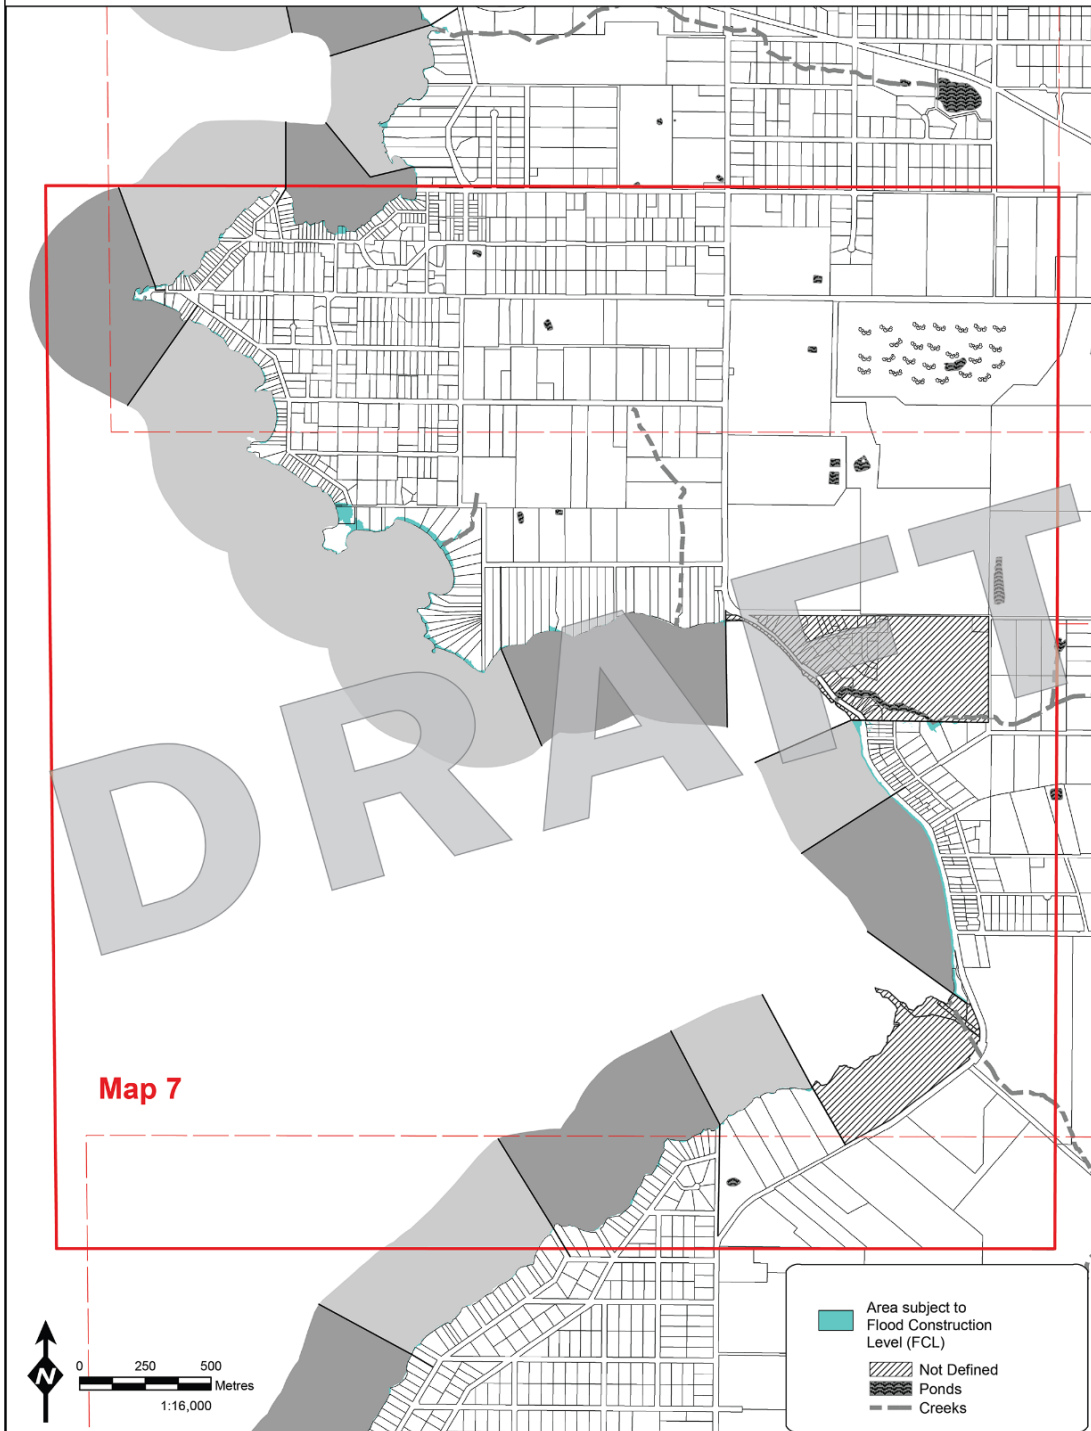 DRAFT
Map 7
N
0 250 500
Metres
1:16,000
Area subject to
Flood Construction
Level (FCL)
Not Defined
Ponds
Creeks